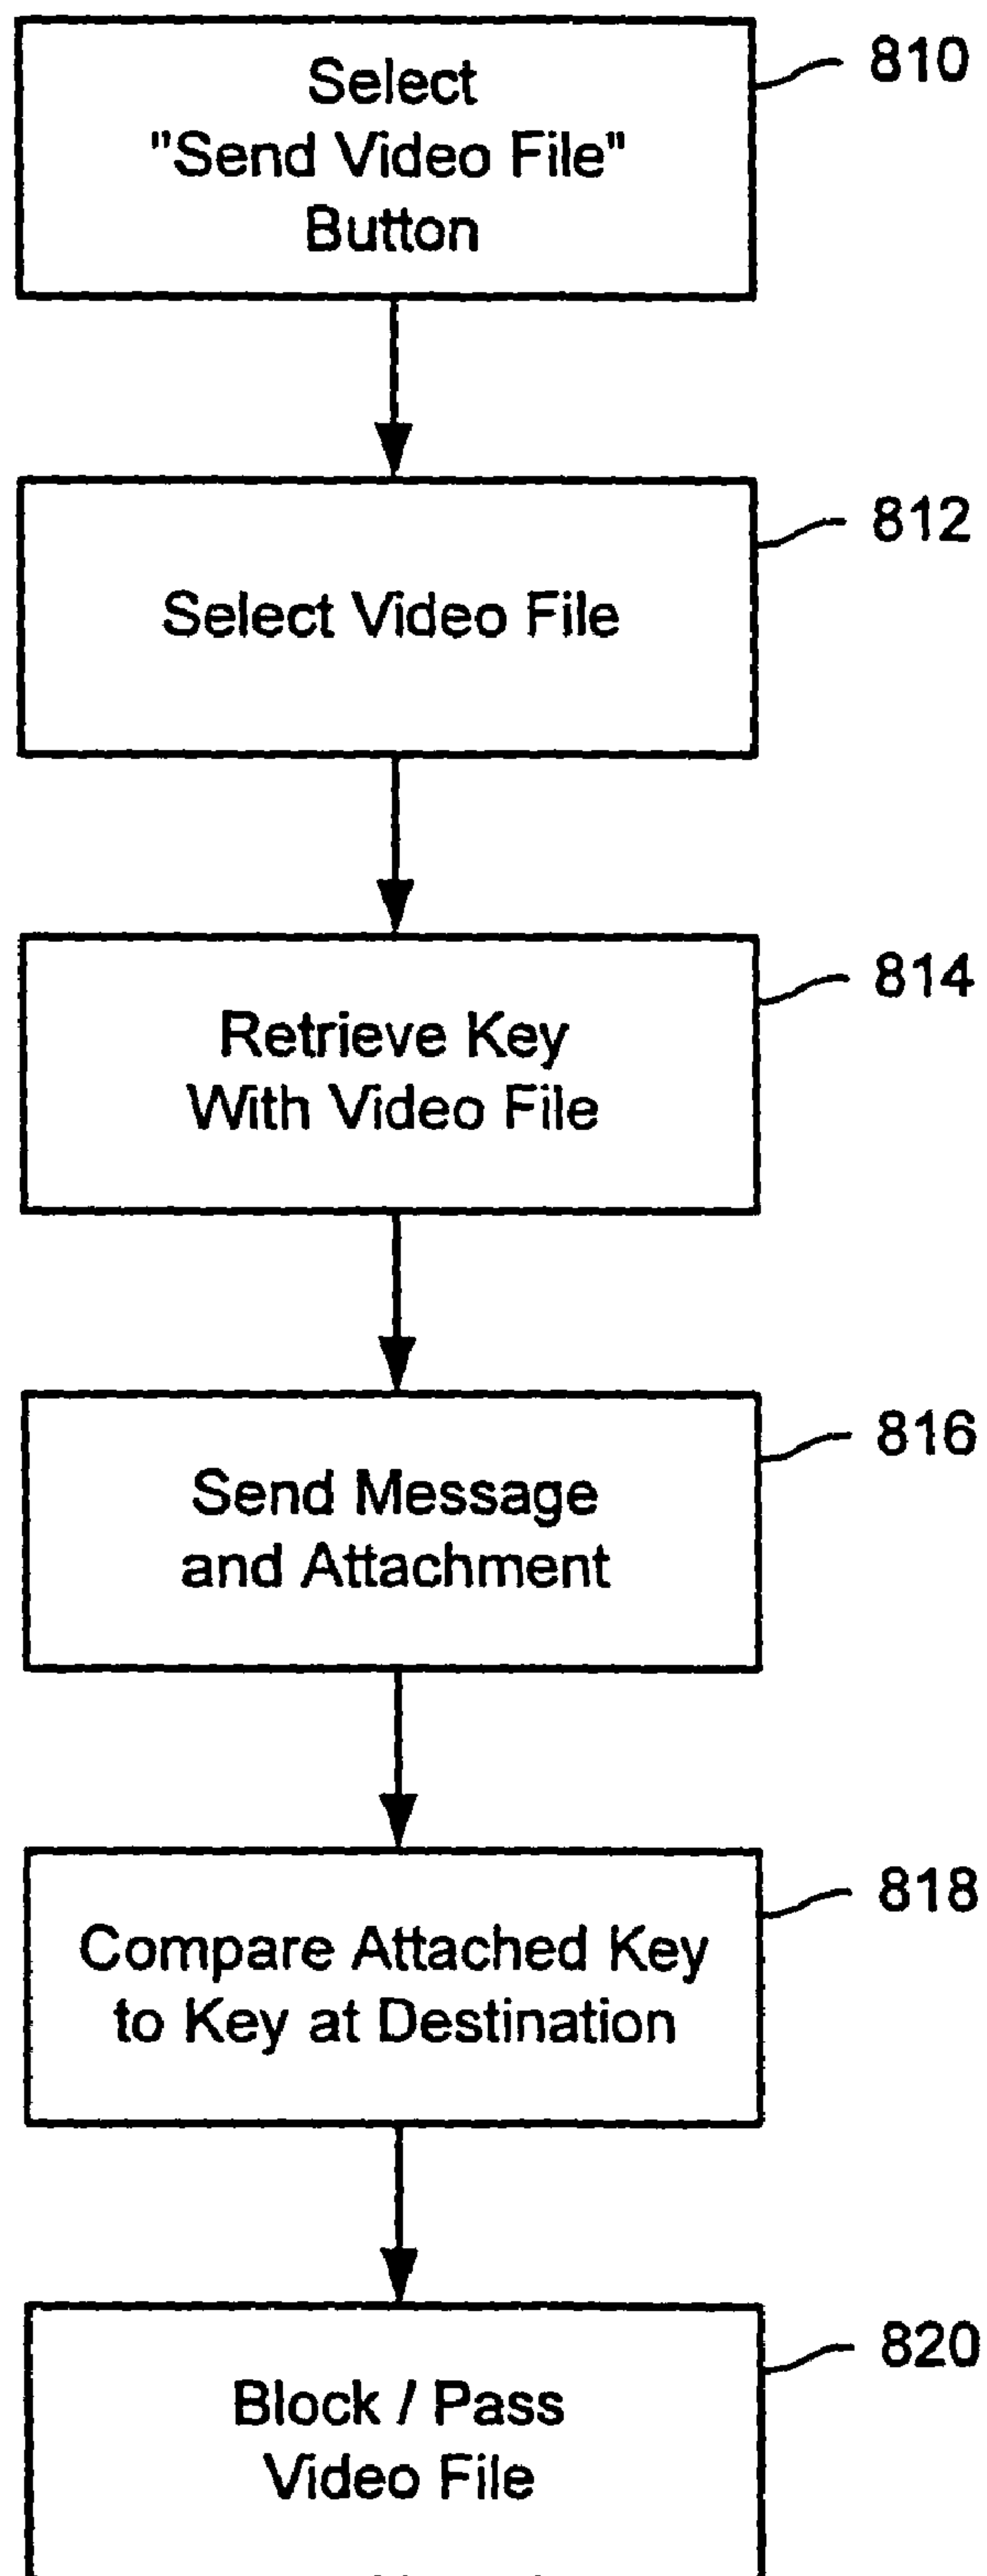 Select
"Send Video File"
Button
810
Select Video File
812
Retrieve Key
With Video File
814
Send Message
and Attachment
816
Compare Attached Key
to Key at Destination
818
Block / Pass
Video File
820